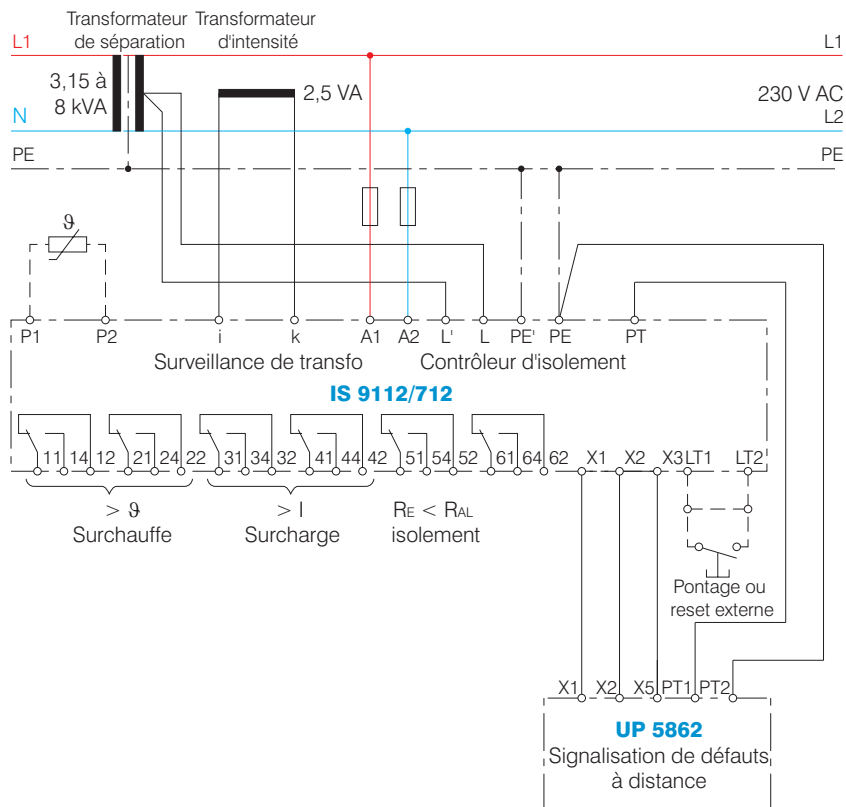 Transformateur Transformateur
de séparation d'intensité
L1 L1
3,15 à 2,5 VA 230 V AC
8 kVA
N L2
PE PE
ϑ
P1 P2 i k A1 A2 L' L PE' PE PT
Surveillance de transfo Contrôleur d'isolement
IS 9112/712
11 14 12 21 24 22 31 34 32 41 44 42 51 54 52 61 64 62 X1 X2 X3 LT1 LT2
> ϑ > I RE < RAL
Surchauffe Surcharge isolement
Pontage ou
reset externe
X1 X2 X5 PT1 PT2
UP 5862
Signalisation de défauts
à distance